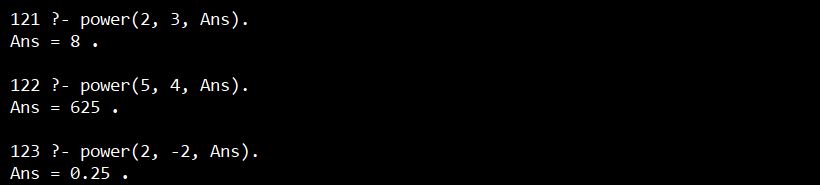 121 ?- power(2, 3, Ans).
Ans = 8 .
122 ?- power(5, 4, Ans).
Ans = 625 .
123 ?- power(2, -2, Ans).
Ans = 0.25 .